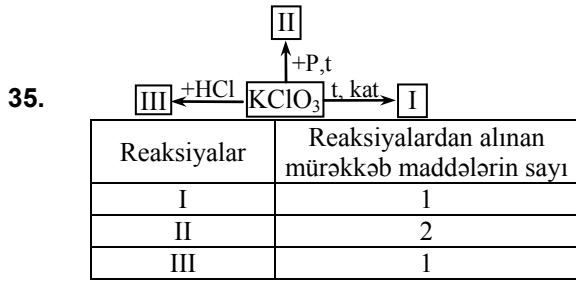 II
+P,t
35. III +HCl KClO₃ t, kat. I
Reaksiyalar
Reaksiyalardan alınan
mürəkkəb maddələrin sayı
I 1
II 2
III 1